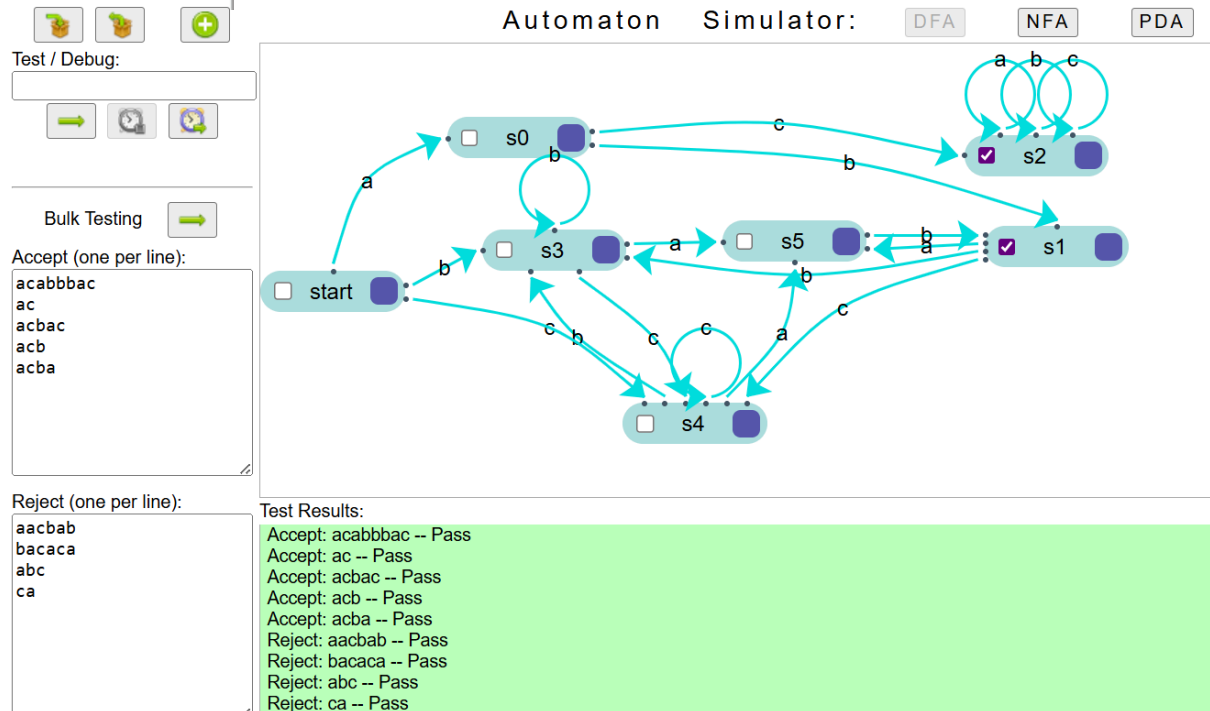 Automaton Simulator: DFA NFA PDA
Test / Debug:
Bulk Testing
Accept (one per line):
acabbbac
ac
acbac
acb
acba
Reject (one per line):
aacbab
bacaca
abc
ca
a b c
s0
c
s2
b
b
a
s3
a
s5
b
a
s1
b
start
b
c
c
b
c
c
a
s4
Test Results:
Accept: acabbbac -- Pass
Accept: ac -- Pass
Accept: acbac -- Pass
Accept: acb -- Pass
Accept: acba -- Pass
Reject: aacbab -- Pass
Reject: bacaca -- Pass
Reject: abc -- Pass
Reject: ca -- Pass